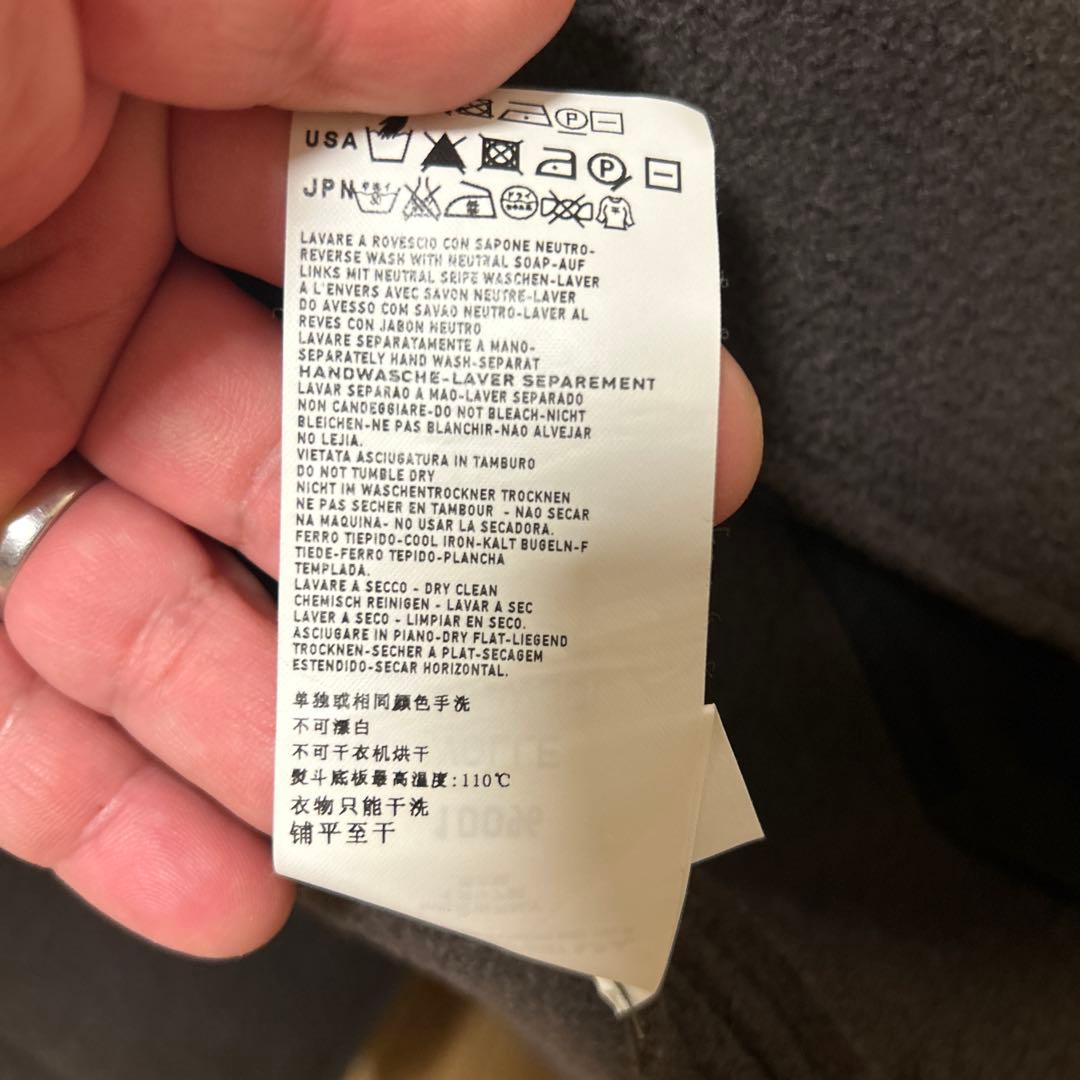 P
USA P
JPN
LAVARE A ROVESCIO CON SAPONE NEUTRO-
REVERSE WASH WITH NEUTRAL SOAP-AUF
LINKS MIT NEUTRAL SEIPE WASCHEN-LAVER
A L'ENVERS AVEC SAVON NEUTRE-LAVER
DO AVESSO COM SAVAO NEUTRO-LAVER AL
REVES CON JABON NEUTRO
LAVARE SEPARATAMENTE A MANO-
SEPARATELY HAND WASH-SEPARAT
HANDWASCHE-LAVER SEPAREMENT
LAVAR SEPARAO A MAO-LAVER SEPARADO
NON CANDEGGIARE-DO NOT BLEACH-NICHT
BLEICHEN-NE PAS BLANCHIR-NAO ALVEJAR
NO LEJIA.
VIETATA ASCIUGATURA IN TAMBURO
DO NOT TUMBLE DRY
NICHT IM WASCHENTROCKNER TROCKNEN
NE PAS SECHER EN TAMBOUR - NAO SECAR
NA MAQUINA- NO USAR LA SECADORA.
FERRO TIEPIDO-COOL IRON-KALT BUGELN-F
TIEDE-FERRO TEPIDO-PLANCHA
TEMPLADA.
LAVARE A SECCO - DRY CLEAN
CHEMISCH REINIGEN - LAVAR A SEC
LAVER A SECO - LIMPIAR EN SECO.
ASCIUGARE IN PIANO-DRY FLAT-LIEGEND
TROCKNEN-SECHER A PLAT-SECAGEM
ESTENDIDO-SECAR HORIZONTAL.
单独或相同颜色手洗
不可漂白
不可干衣机烘干
熨斗底板最高温度:110℃
衣物只能干洗
铺平至干